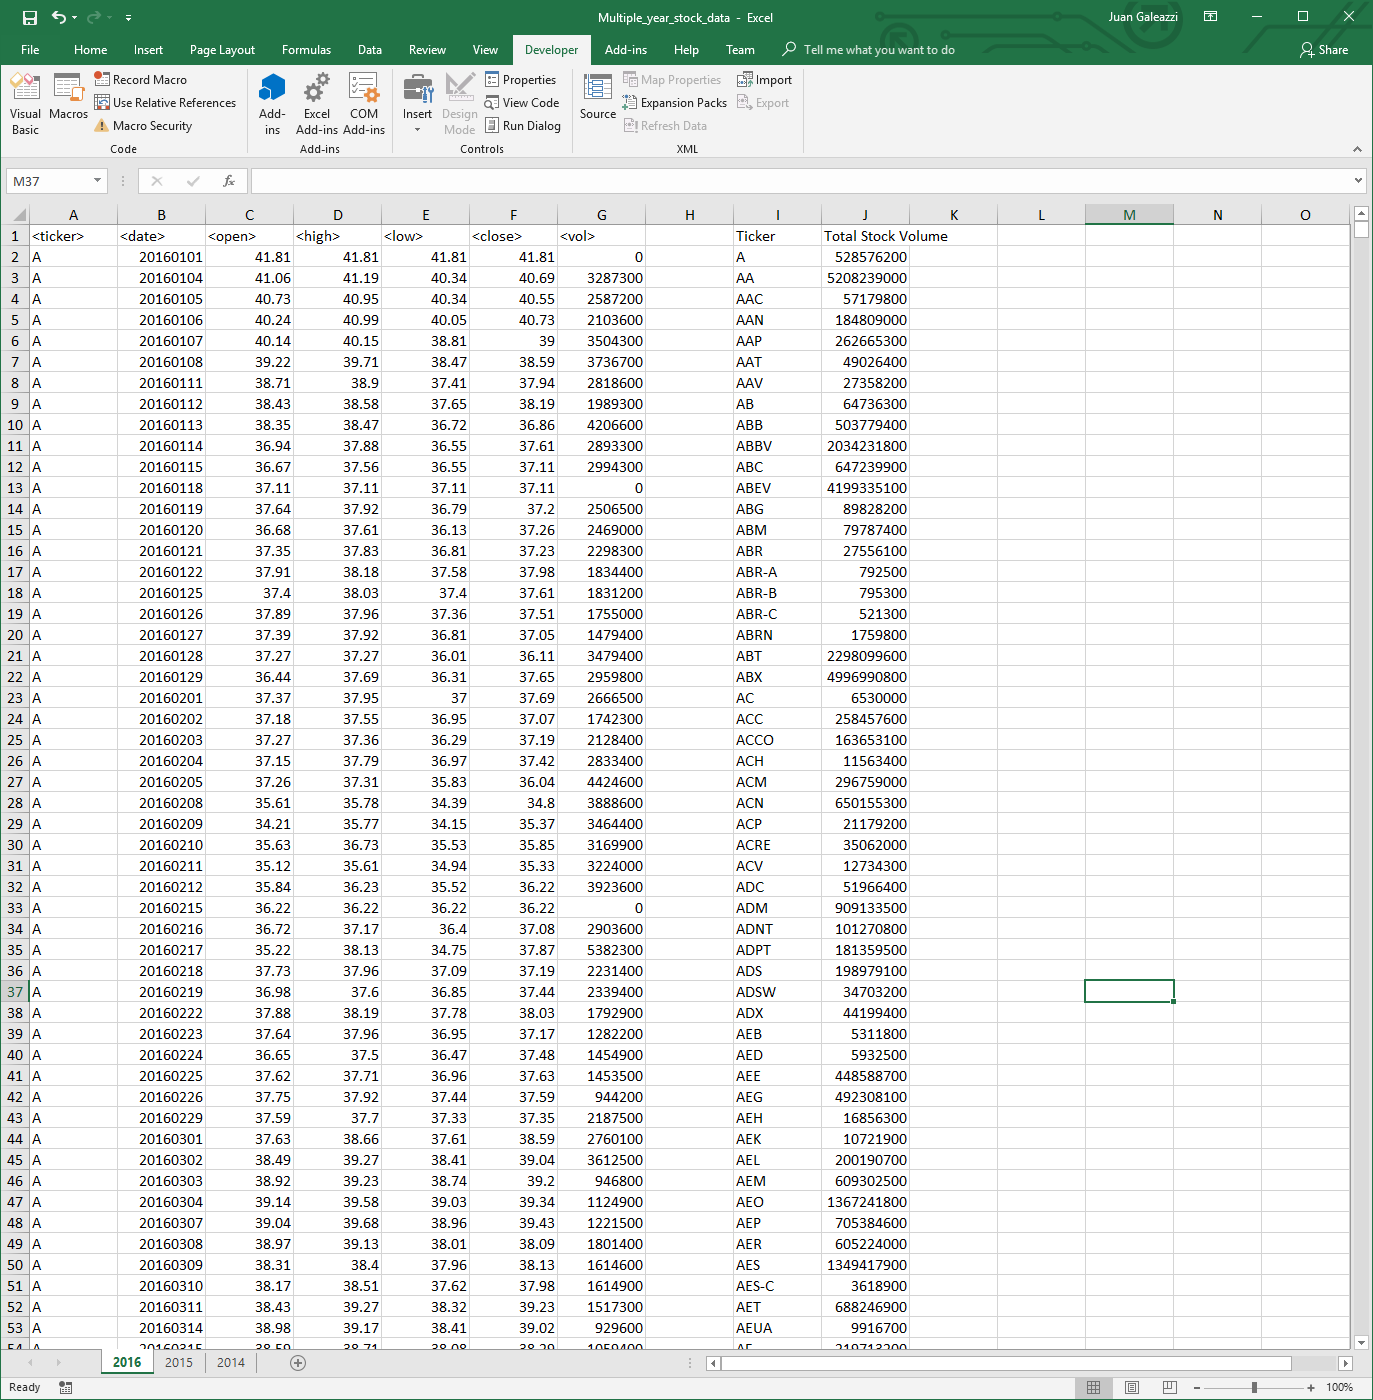 Multiple_year_stock_data - Excel
Juan Galeazzi
File Home Insert Page Layout Formulas Data Review View Developer Add-ins Help Team Tell me what you want to do Share
Visual Basic
Macros
Record Macro
Use Relative References
Macro Security
Code
Add-ins
Excel Add-ins
COM Add-ins
Add-ins
Insert
Design Mode
Properties
View Code
Run Dialog
Controls
Source
Map Properties
Expansion Packs
Refresh Data
Import
Export
XML
M37 fx
A B C D E F G H I J K L M N O
1 <ticker> <date> <open> <high> <low> <close> <vol> Ticker Total Stock Volume
2 A 20160101 41.81 41.81 41.81 41.81 0 A 528576200
3 A 20160104 41.06 41.19 40.34 40.69 3287300 AA 5208239000
4 A 20160105 40.73 40.95 40.34 40.55 2587200 AAC 57179800
5 A 20160106 40.24 40.99 40.05 40.73 2103600 AAN 184809000
6 A 20160107 40.14 40.15 38.81 39 3504300 AAP 262665300
7 A 20160108 39.22 39.71 38.47 38.59 3736700 AAT 49026400
8 A 20160111 38.71 38.9 37.41 37.94 2818600 AAV 27358200
9 A 20160112 38.43 38.58 37.65 38.19 1989300 AB 64736300
10 A 20160113 38.35 38.47 36.72 36.86 4206600 ABB 503779400
11 A 20160114 36.94 37.88 36.55 37.61 2893300 ABBV 2034231800
12 A 20160115 36.67 37.56 36.55 37.11 2994300 ABC 647239900
13 A 20160118 37.11 37.11 37.11 37.11 0 ABEV 4199335100
14 A 20160119 37.64 37.92 36.79 37.2 2506500 ABG 89828200
15 A 20160120 36.68 37.61 36.13 37.26 2469000 ABM 79787400
16 A 20160121 37.35 37.83 36.81 37.23 2298300 ABR 27556100
17 A 20160122 37.91 38.18 37.58 37.98 1834400 ABR-A 792500
18 A 20160125 37.4 38.03 37.4 37.61 1831200 ABR-B 795300
19 A 20160126 37.89 37.96 37.36 37.51 1755000 ABR-C 521300
20 A 20160127 37.39 37.92 36.81 37.05 1479400 ABRN 1759800
21 A 20160128 37.27 37.27 36.01 36.11 3479400 ABT 2298099600
22 A 20160129 36.44 37.69 36.31 37.65 2959800 ABX 4996990800
23 A 20160201 37.37 37.95 37 37.69 2666500 AC 6530000
24 A 20160202 37.18 37.55 36.95 37.07 1742300 ACC 258457600
25 A 20160203 37.27 37.36 36.29 37.19 2128400 ACCO 163653100
26 A 20160204 37.15 37.79 36.97 37.42 2833400 ACH 11563400
27 A 20160205 37.26 37.31 35.83 36.04 4424600 ACM 296759000
28 A 20160208 35.61 35.78 34.39 34.8 3888600 ACN 650155300
29 A 20160209 34.21 35.77 34.15 35.37 3464400 ACP 21179200
30 A 20160210 35.63 36.73 35.53 35.85 3169900 ACRE 35062000
31 A 20160211 35.12 35.61 34.94 35.33 3224000 ACV 12734300
32 A 20160212 35.84 36.23 35.52 36.22 3923600 ADC 51966400
33 A 20160215 36.22 36.22 36.22 36.22 0 ADM 909133500
34 A 20160216 36.72 37.17 36.4 37.08 2903600 ADNT 101270800
35 A 20160217 35.22 38.13 34.75 37.87 5382300 ADPT 181359500
36 A 20160218 37.73 37.96 37.09 37.19 2231400 ADS 198979100
37 A 20160219 36.98 37.6 36.85 37.44 2339400 ADSW 34703200
38 A 20160222 37.88 38.19 37.78 38.03 1792900 ADX 44199400
39 A 20160223 37.64 37.96 36.95 37.17 1282200 AEB 5311800
40 A 20160224 36.65 37.5 36.47 37.48 1454900 AED 5932500
41 A 20160225 37.62 37.71 36.96 37.63 1453500 AEE 448588700
42 A 20160226 37.75 37.92 37.44 37.59 944200 AEG 492308100
43 A 20160229 37.59 37.7 37.33 37.35 2187500 AEH 16856300
44 A 20160301 37.63 38.66 37.61 38.59 2760100 AEK 10721900
45 A 20160302 38.49 39.27 38.41 39.04 3612500 AEL 200190700
46 A 20160303 38.92 39.23 38.74 39.2 946800 AEM 609302500
47 A 20160304 39.14 39.58 39.03 39.34 1124900 AEO 1367241800
48 A 20160307 39.04 39.68 38.96 39.43 1221500 AEP 705384600
49 A 20160308 38.97 39.13 38.01 38.09 1801400 AER 605224000
50 A 20160309 38.31 38.4 37.96 38.13 1614600 AES 1349417900
51 A 20160310 38.17 38.51 37.62 37.98 1614900 AES-C 3618900
52 A 20160311 38.43 39.27 38.32 39.23 1517300 AET 688246900
53 A 20160314 38.98 39.17 38.41 39.02 929600 AEUA 9916700
2016 2015 2014
Ready 100%